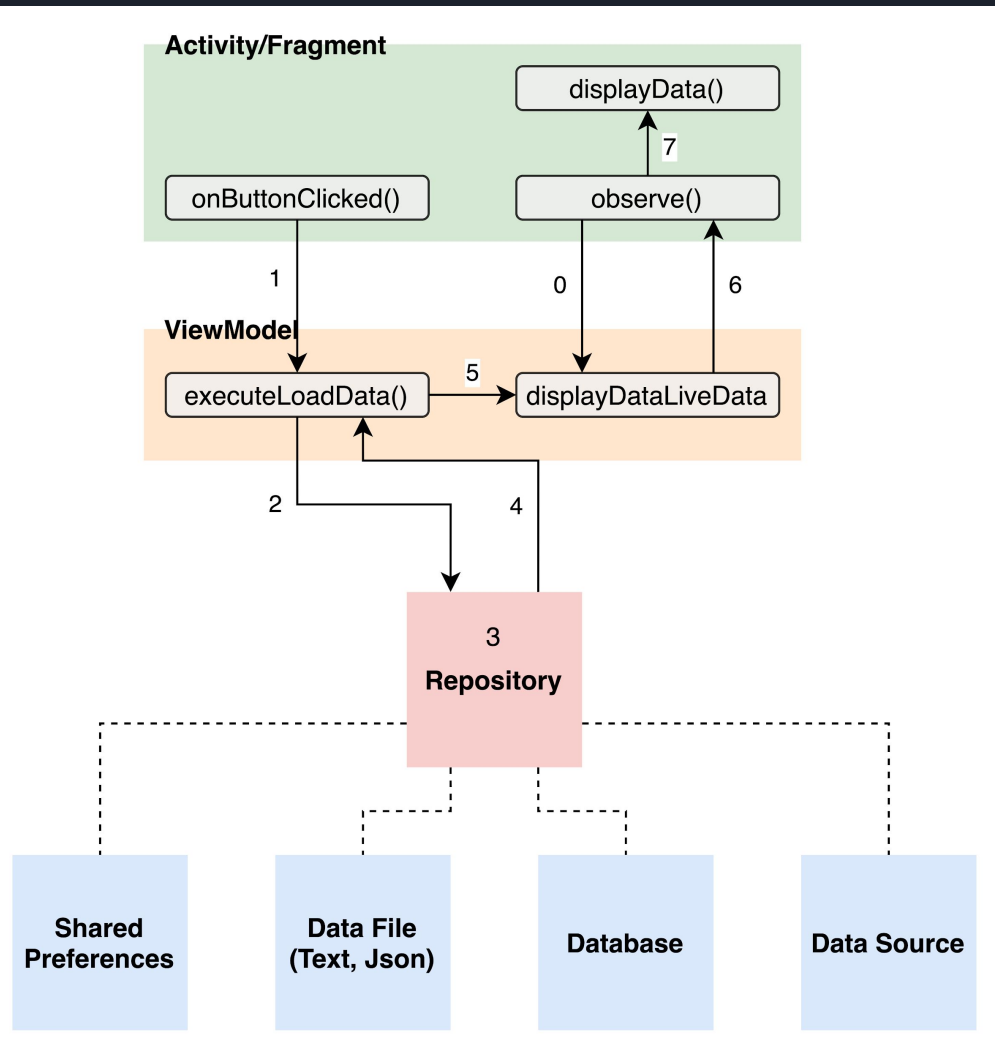 Activity/Fragment
displayData()
7
onButtonClicked()
observe()
1
0
6
ViewModel
executeLoadData()
5
displayDataLiveData
2
4
3
Repository
Shared
Preferences
Data File
(Text, Json)
Database
Data Source